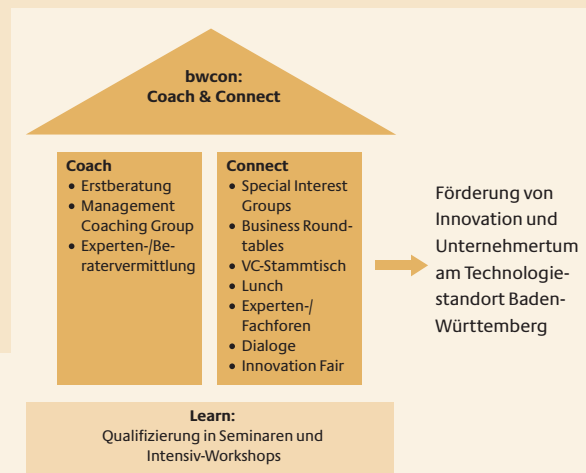 bwcon:
Coach & Connect
Coach
• Erstberatung
• Management
Coaching Group
• Experten-/Be-
ratervermittlung
Connect
• Special Interest
Groups
• Business Round-
tables
• VC-Stammtisch
• Lunch
• Experten-/
Fachforen
• Dialoge
• Innovation Fair
Förderung von
Innovation und
Unternehmertum
am Technologie-
standort Baden-
Württemberg
Learn:
Qualifizierung in Seminaren und
Intensiv-Workshops